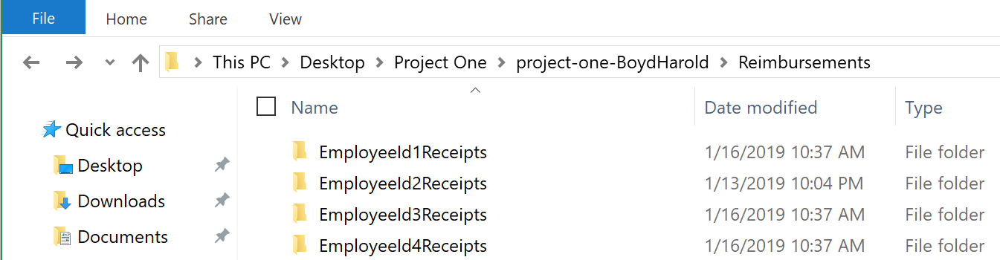 File Home Share View
This PC Desktop Project One project-one-BoydHarold Reimbursements
Name Date modified Type
Quick access
Desktop
Downloads
Documents
EmployeeId1Receipts 1/16/2019 10:37 AM File folder
EmployeeId2Receipts 1/13/2019 10:04 PM File folder
EmployeeId3Receipts 1/16/2019 10:37 AM File folder
EmployeeId4Receipts 1/16/2019 10:37 AM File folder